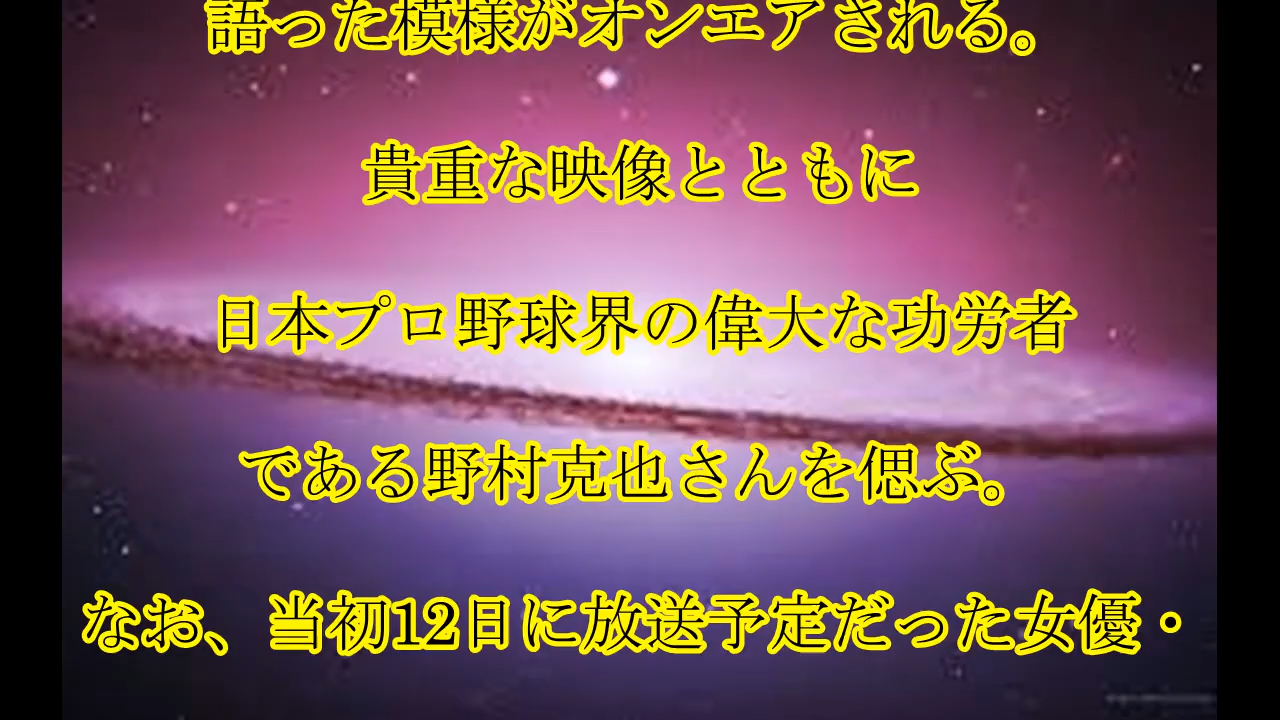 語った模様がオンエアされる。
貴重な映像とともに
日本プロ野球界の偉大な功労者
である野村克也さんを偲ぶ。
なお、当初12日に放送予定だった女優・